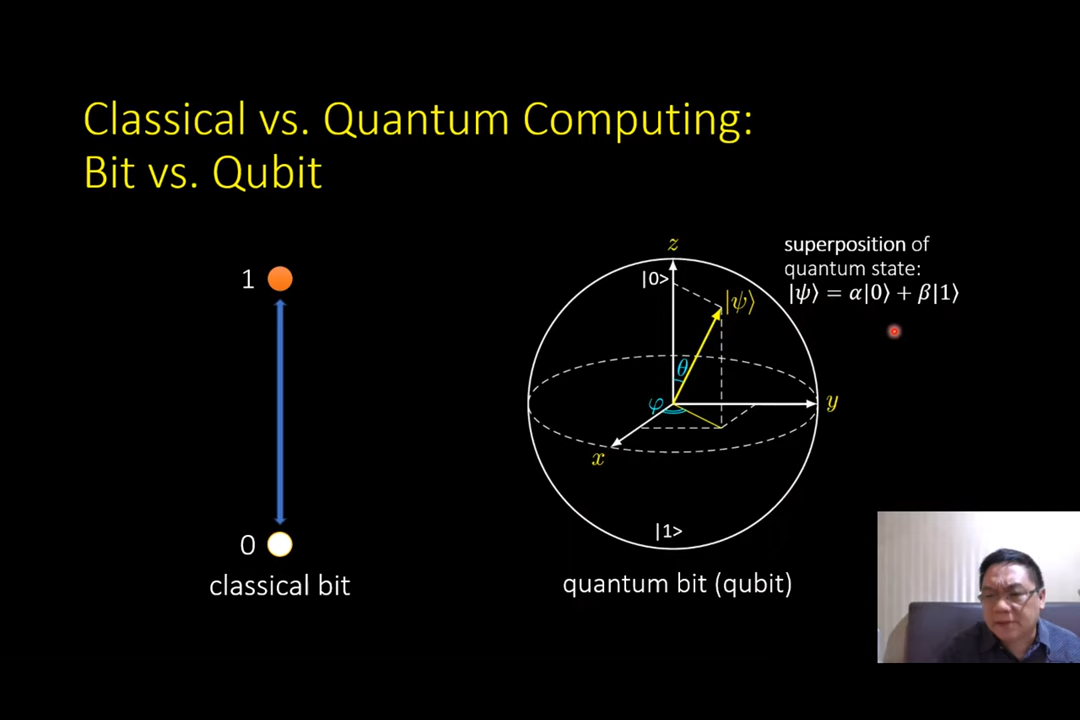 Classical vs. Quantum Computing:
Bit vs. Qubit
1
0
classical bit
z
|0>
|ψ⟩
θ
φ
y
x
|1>
quantum bit (qubit)
superposition of
quantum state:
|𝜓⟩ = 𝛼|0⟩ + 𝛽|1⟩